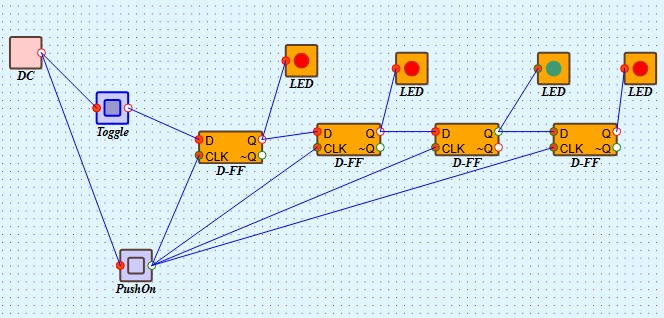 DC
Toggle
LED
LED
LED
LED
D Q
CLK ~Q
D-FF
D Q
CLK ~Q
D-FF
D Q
CLK ~Q
D-FF
D Q
CLK ~Q
D-FF
PushOn